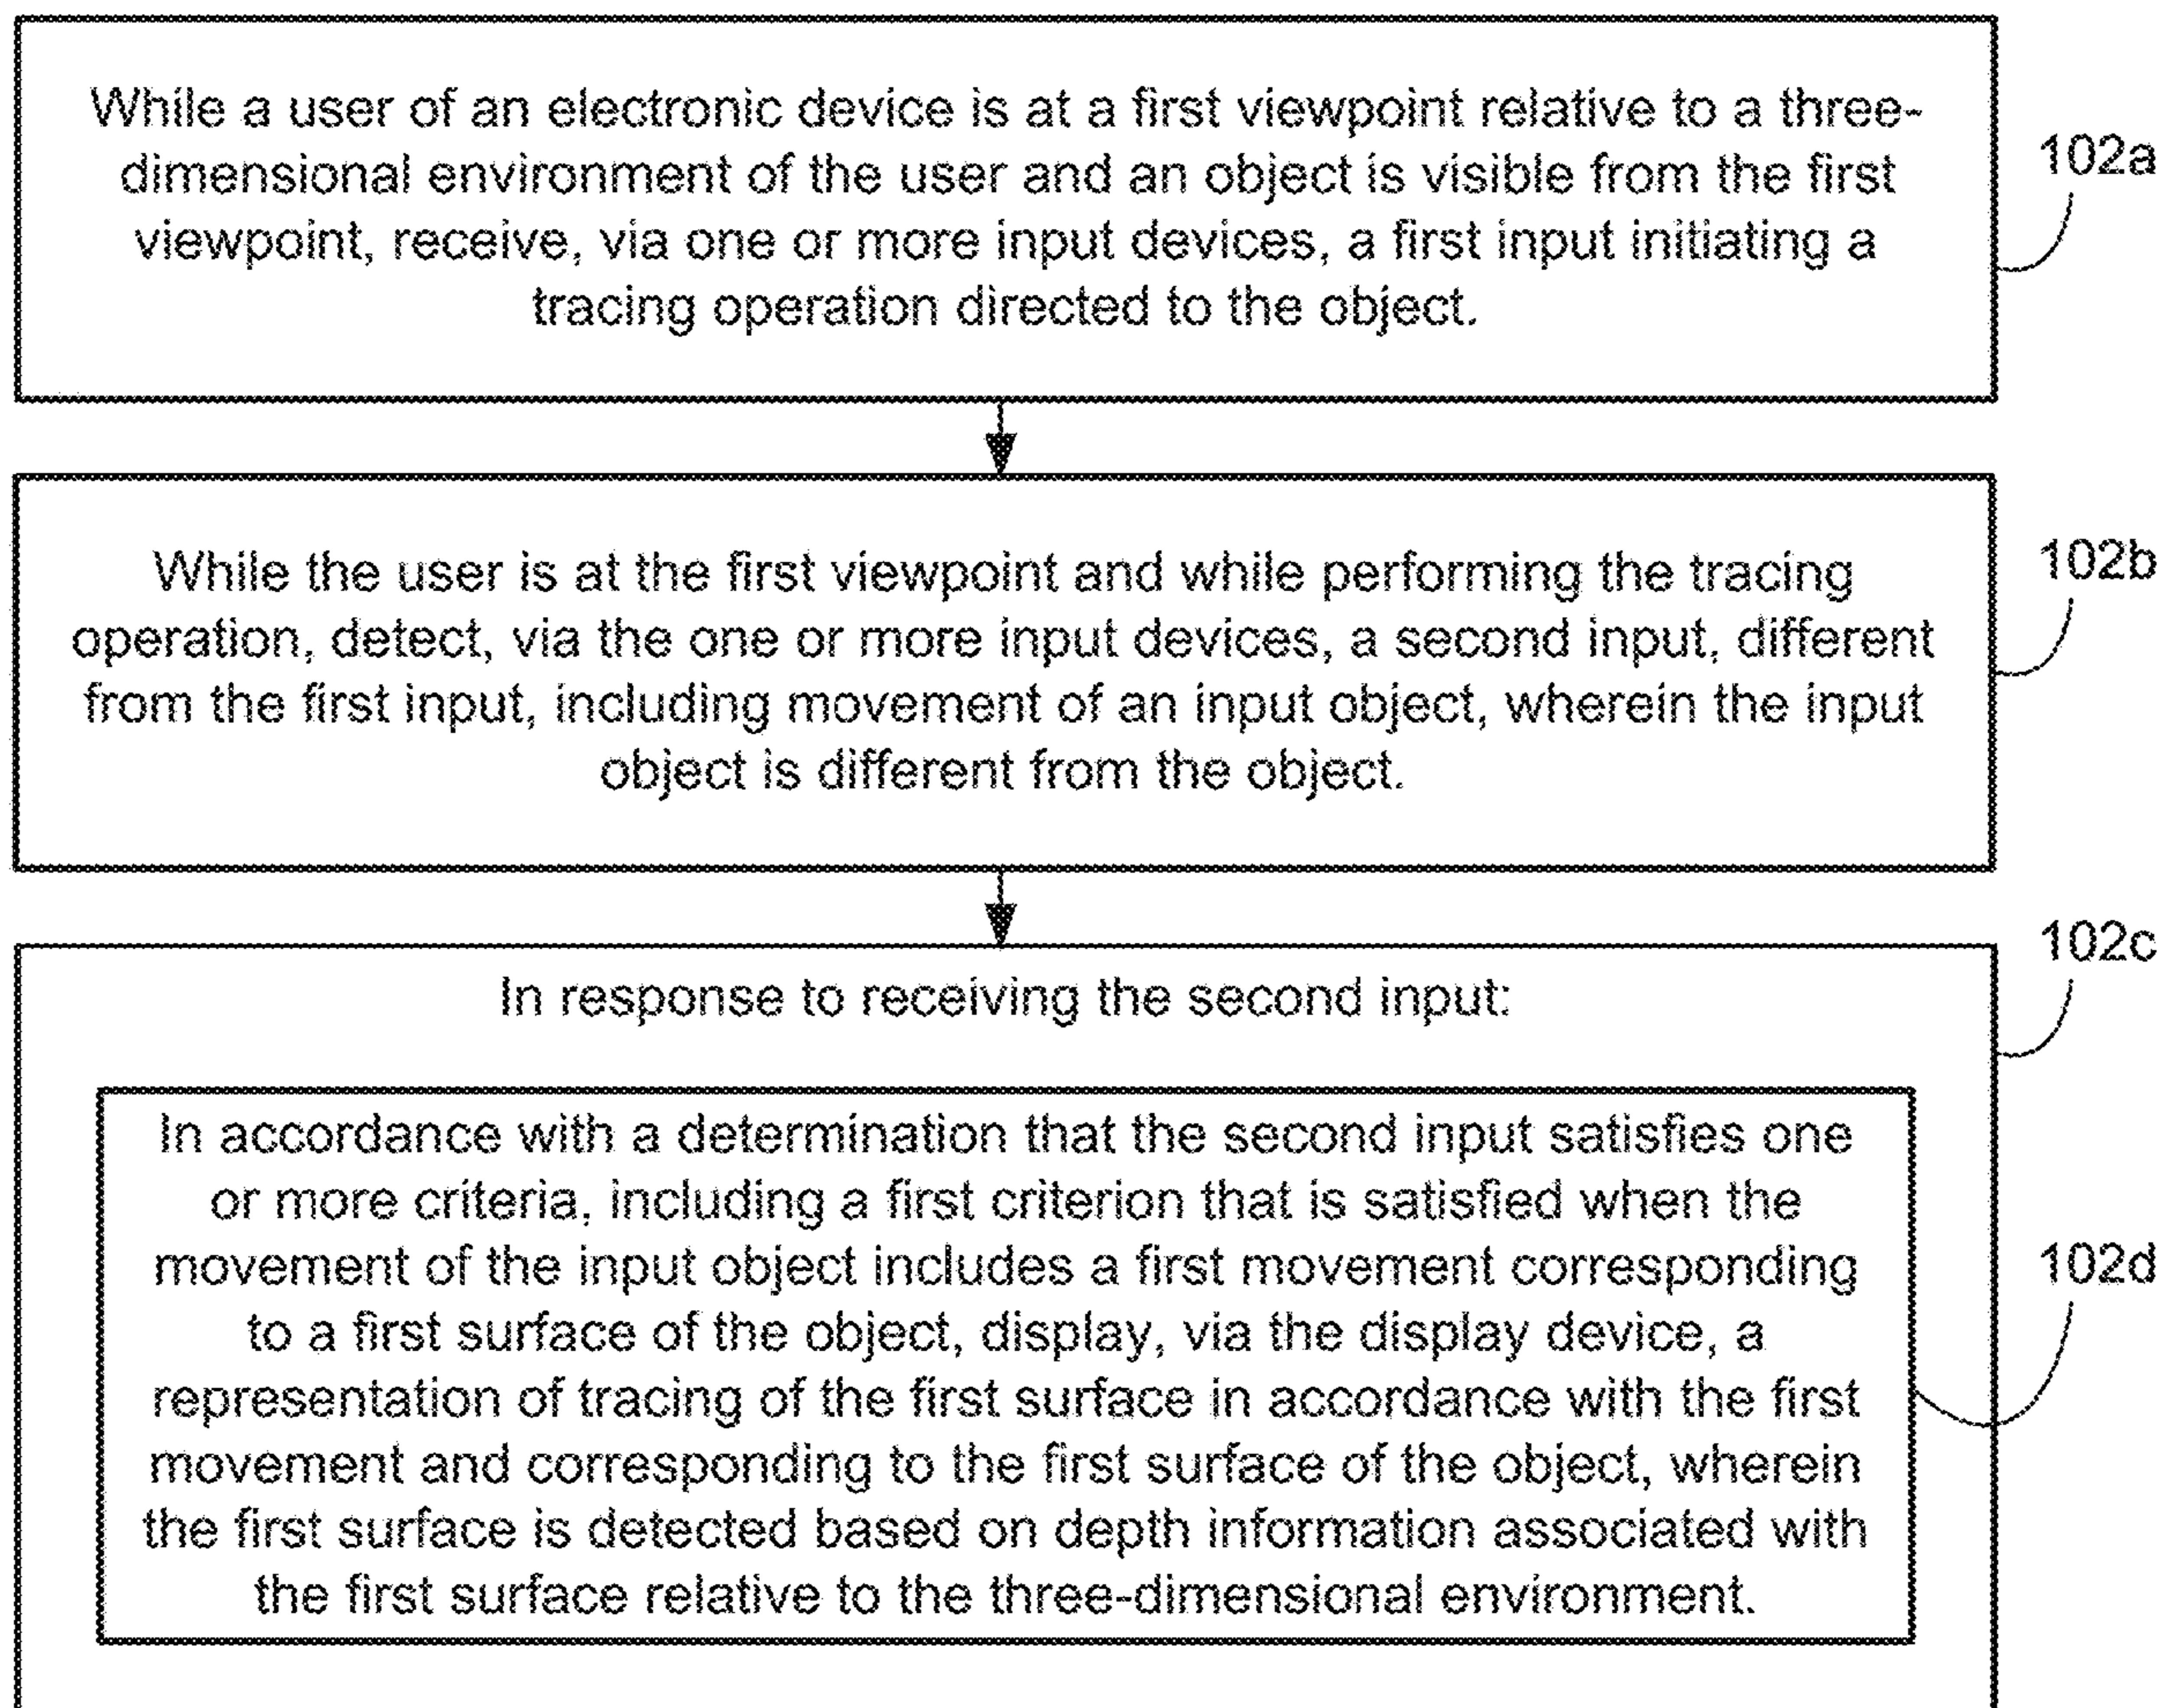 While a user of an electronic device is at a first viewpoint relative to a three-
dimensional environment of the user and an object is visible from the first
viewpoint, receive, via one or more input devices, a first input initiating a
tracing operation directed to the object.
102a
While the user is at the first viewpoint and while performing the tracing
operation, detect, via the one or more input devices, a second input, different
from the first input, including movement of an input object, wherein the input
object is different from the object.
102b
In response to receiving the second input:
102c
In accordance with a determination that the second input satisfies one
or more criteria, including a first criterion that is satisfied when the
movement of the input object includes a first movement corresponding
to a first surface of the object, display, via the display device, a
representation of tracing of the first surface in accordance with the first
movement and corresponding to the first surface of the object, wherein
the first surface is detected based on depth information associated with
the first surface relative to the three-dimensional environment.
102d